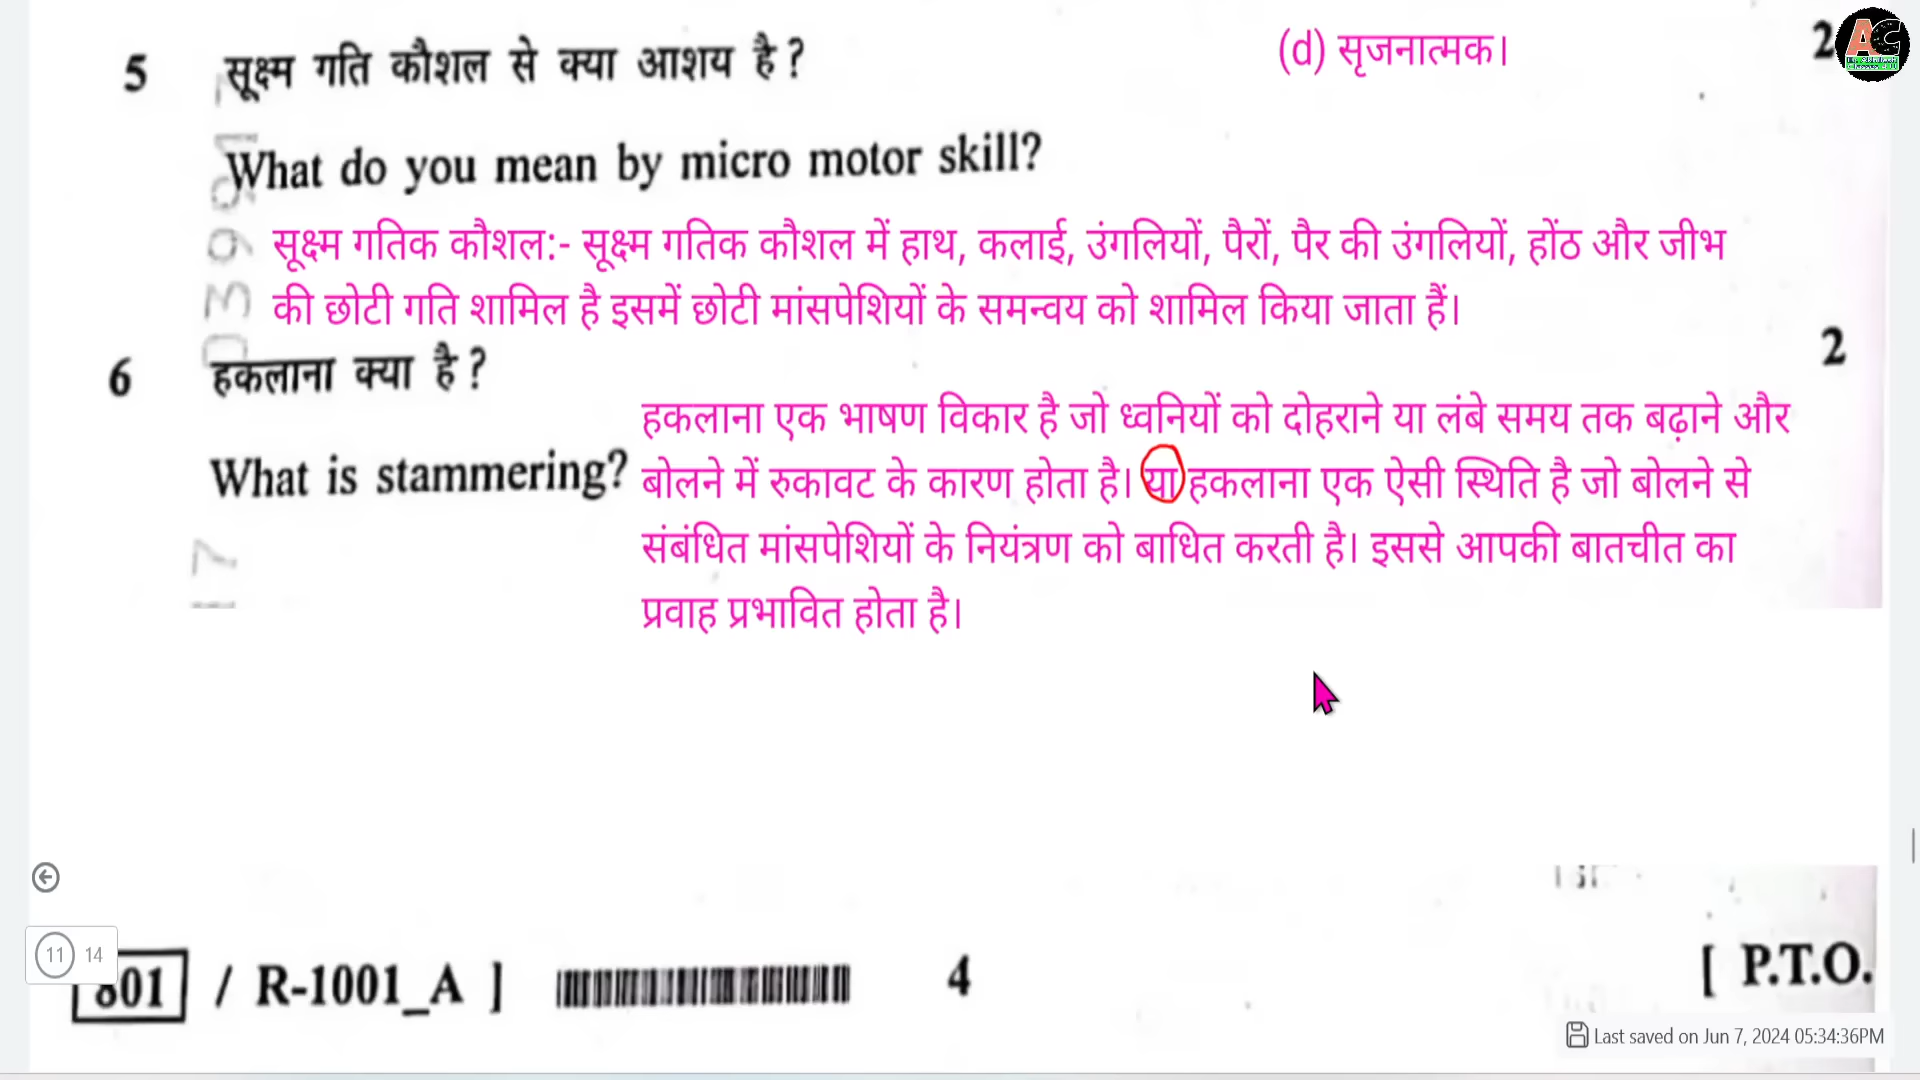 (d) सृजनात्मक।
2
AC
5 सूक्ष्म गति कौशल से क्या आशय है ?
What do you mean by micro motor skill?
सूक्ष्म गतिक कौशल:- सूक्ष्म गतिक कौशल में हाथ, कलाई, उंगलियों, पैरों, पैर की उंगलियों, होंठ और जीभ
की छोटी गति शामिल है इसमें छोटी मांसपेशियों के समन्वय को शामिल किया जाता हैं।
2
6 हकलाना क्या है ?
What is stammering?
हकलाना एक भाषण विकार है जो ध्वनियों को दोहराने या लंबे समय तक बढ़ाने और
बोलने में रुकावट के कारण होता है। या हकलाना एक ऐसी स्थिति है जो बोलने से
संबंधित मांसपेशियों के नियंत्रण को बाधित करती है। इससे आपकी बातचीत का
प्रवाह प्रभावित होता है।
11 14
801 / R-1001_A ] 4 [ P.T.O.
Last saved on Jun 7, 2024 05:34:36PM